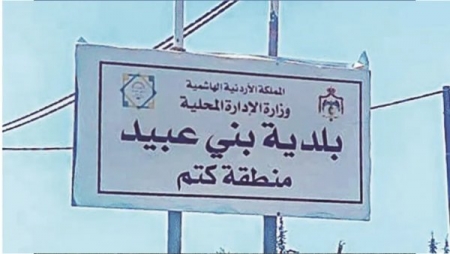 المملكة الأردنية الهاشمية
وزارة الإدارة المحلية
بلدية بني عبيد
منطقة كتم